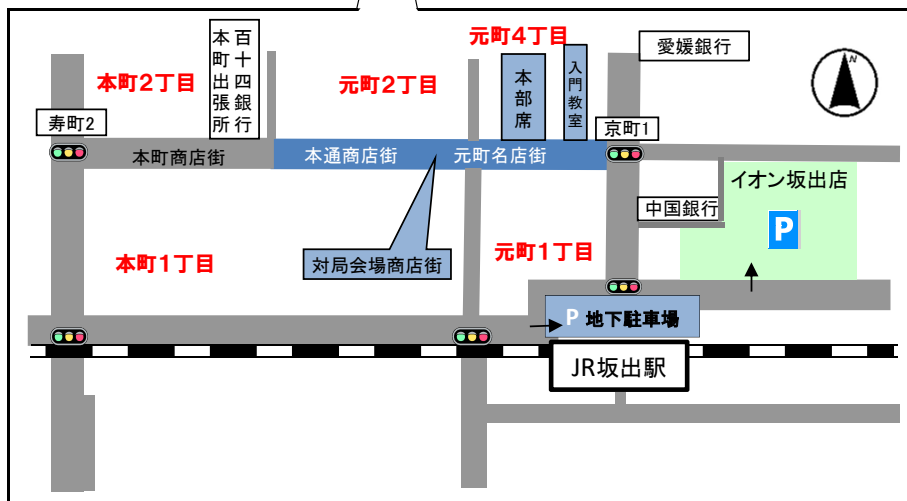 元町4丁目
愛媛銀行
N
百十四銀行
本町出張所
本町2丁目
元町2丁目
本部席
入門教室
寿町2
京町1
本町商店街
本通商店街
元町名店街
イオン坂出店
中国銀行
P
本町1丁目
対局会場商店街
元町1丁目
P 地下駐車場
JR坂出駅